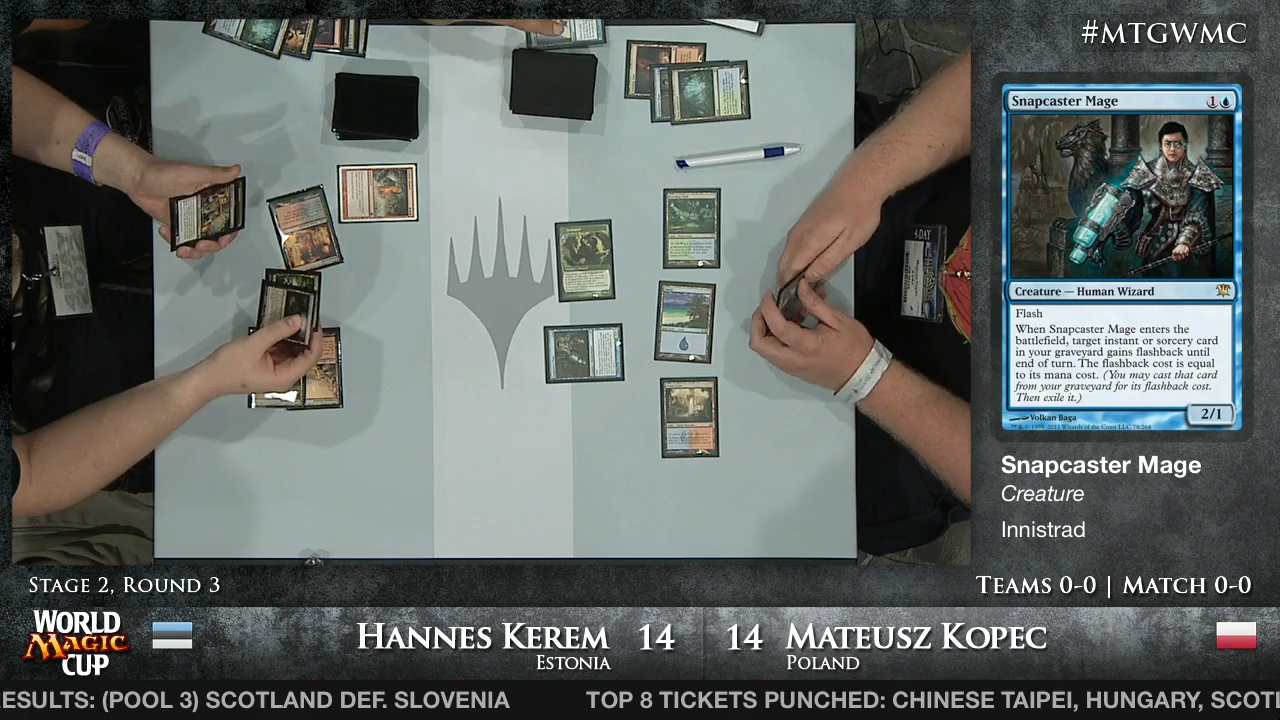 #MTGWMC
Snapcaster Mage 1
Creature — Human Wizard
Flash
When Snapcaster Mage enters the
battlefield, target instant or sorcery card
in your graveyard gains flashback until
end of turn. The flashback cost is equal
to its mana cost. (You may cast that card
from your graveyard for its flashback cost.
Then exile it.)
Volkan Baga
2/1
Snapcaster Mage
Creature
Innistrad
4-DAY
STAGE 2, ROUND 3
TEAMS 0-0 | MATCH 0-0
WORLD
MAGIC
CUP
HANNES KEREM 14
ESTONIA
14 MATEUSZ KOPEC
POLAND
ESULTS: (POOL 3) SCOTLAND DEF. SLOVENIA TOP 8 TICKETS PUNCHED: CHINESE TAIPEI, HUNGARY, SCOT